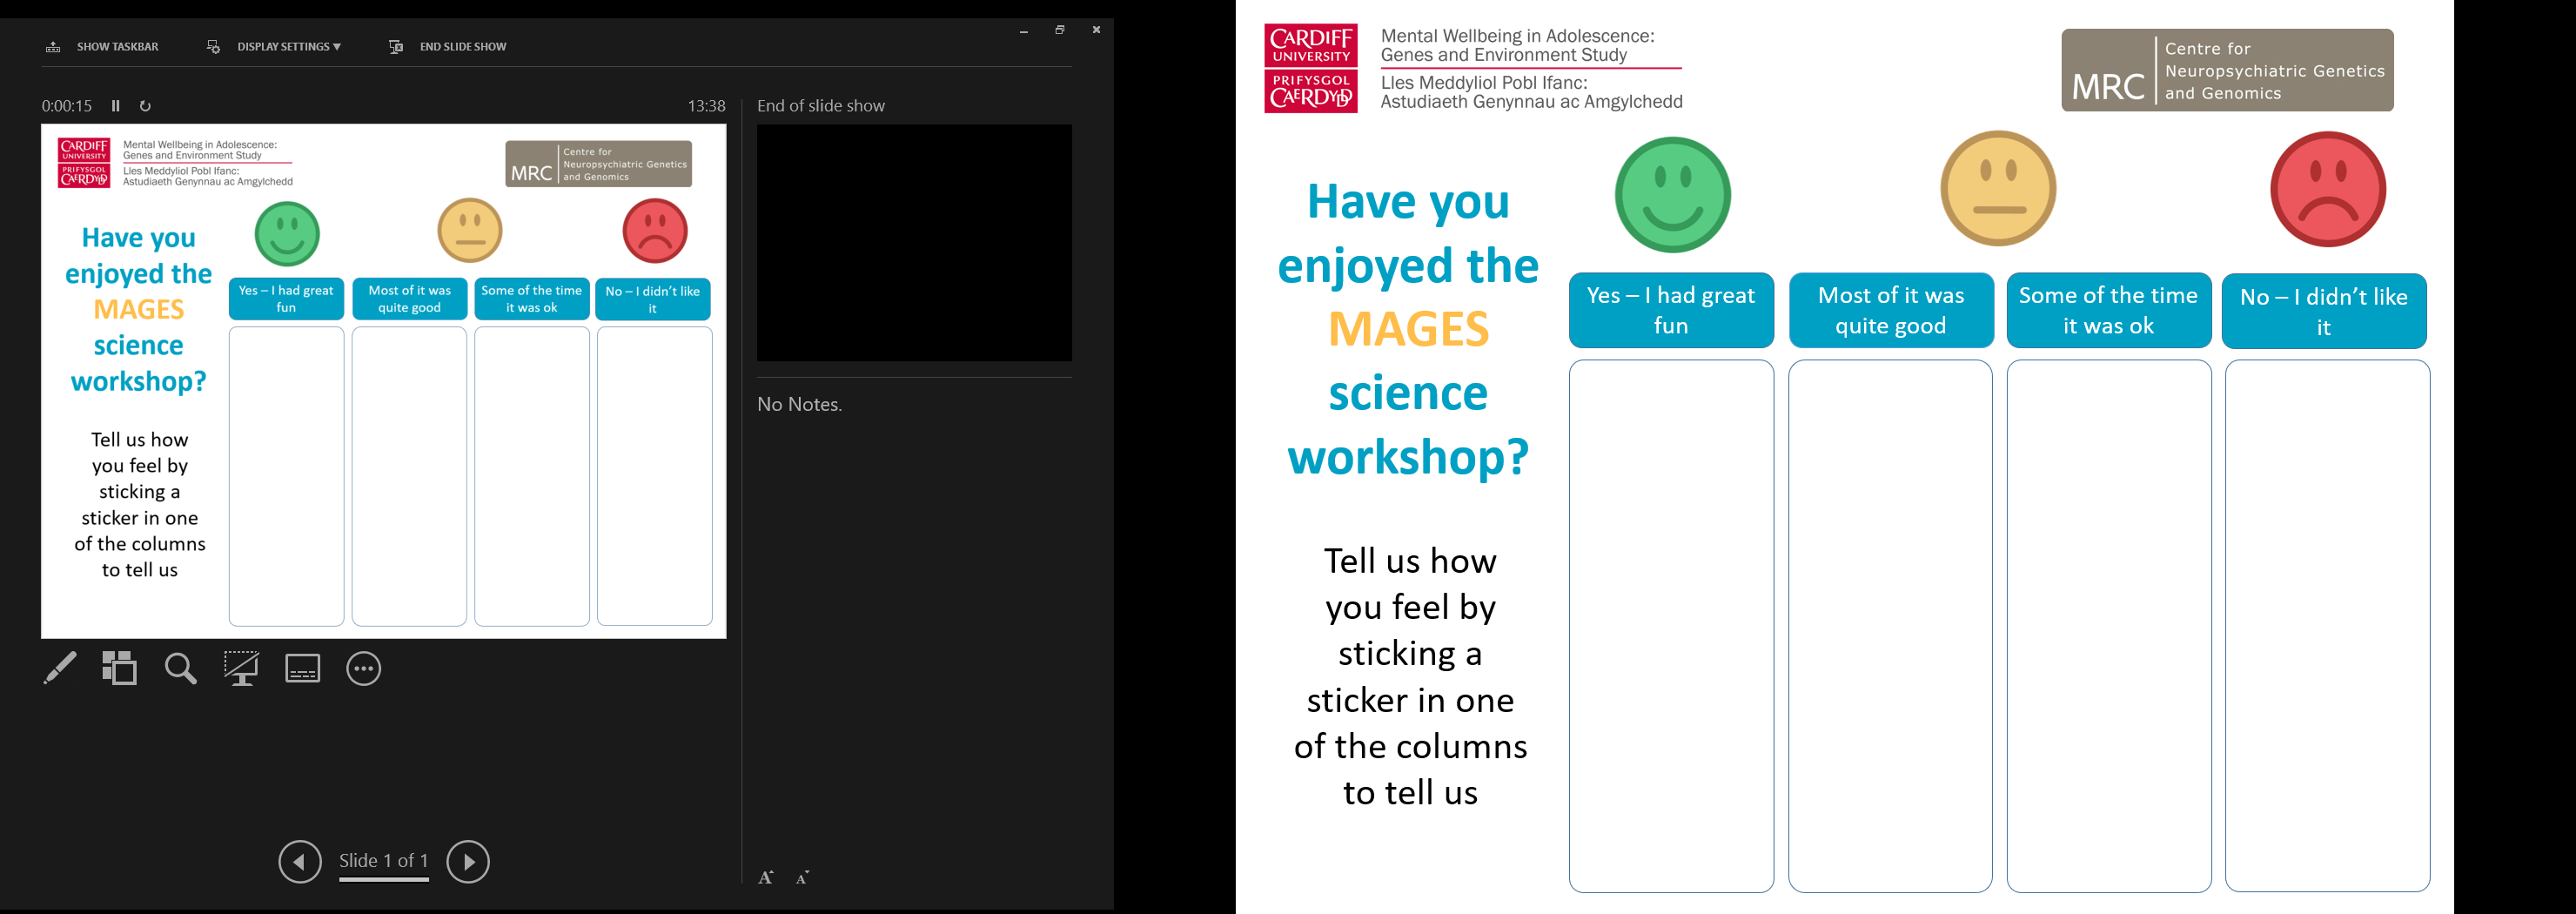 SHOW TASKBAR
DISPLAY SETTINGS ▼
END SLIDE SHOW
0:00:15
13:38
CARDIFF
UNIVERSITY
PRIFYSGOL
CAERDYDD
Mental Wellbeing in Adolescence:
Genes and Environment Study
Lles Meddyliol Pobl Ifanc:
Astudiaeth Genynnau ac Amgylchedd
MRC
Centre for
Neuropsychiatric Genetics
and Genomics
Have you
enjoyed the
MAGES
science
workshop?
Tell us how
you feel by
sticking a
sticker in one
of the columns
to tell us
Yes – I had great
fun
Most of it was
quite good
Some of the time
it was ok
No – I didn't like
it
Slide 1 of 1
End of slide show
No Notes.
A A
CARDIFF
UNIVERSITY
PRIFYSGOL
CAERDYDD
Mental Wellbeing in Adolescence:
Genes and Environment Study
Lles Meddyliol Pobl Ifanc:
Astudiaeth Genynnau ac Amgylchedd
MRC
Centre for
Neuropsychiatric Genetics
and Genomics
Have you
enjoyed the
MAGES
science
workshop?
Tell us how
you feel by
sticking a
sticker in one
of the columns
to tell us
Yes – I had great
fun
Most of it was
quite good
Some of the time
it was ok
No – I didn't like
it